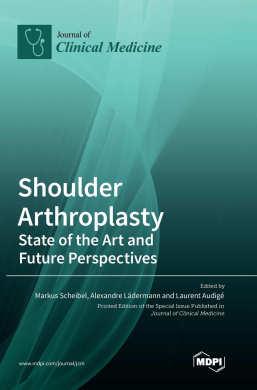 Journal of
Clinical Medicine
Shoulder
Arthroplasty
State of the Art and
Future Perspectives
Edited by
Markus Scheibel, Alexandre Lädermann and Laurent Audigé
Printed Edition of the Special Issue Published in
Journal of Clinical Medicine
www.mdpi.com/journal/jcm
MDPI